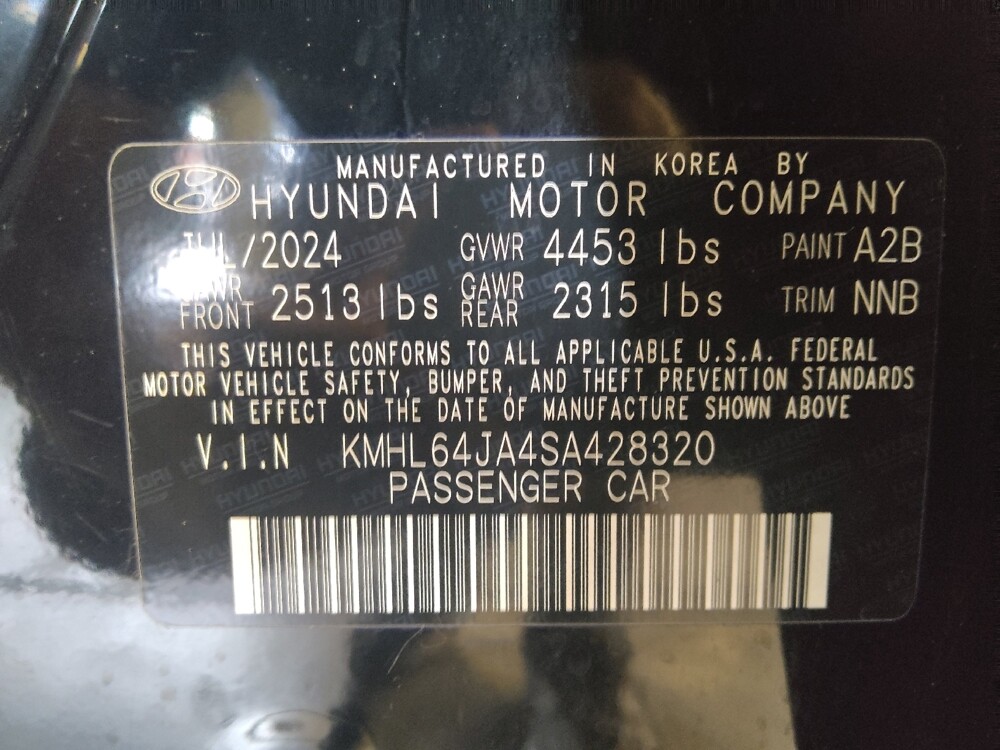 MANUFACTURED IN KOREA BY
HYUNDAI MOTOR COMPANY
JUL/2024 GVWR 4453 lbs PAINT A2B
GAWR FRONT 2513 lbs GAWR REAR 2315 lbs TRIM NNB
THIS VEHICLE CONFORMS TO ALL APPLICABLE U.S.A. FEDERAL
MOTOR VEHICLE SAFETY, BUMPER, AND THEFT PREVENTION STANDARDS
IN EFFECT ON THE DATE OF MANUFACTURE SHOWN ABOVE
V.I.N KMHL64JA4SA428320
PASSENGER CAR